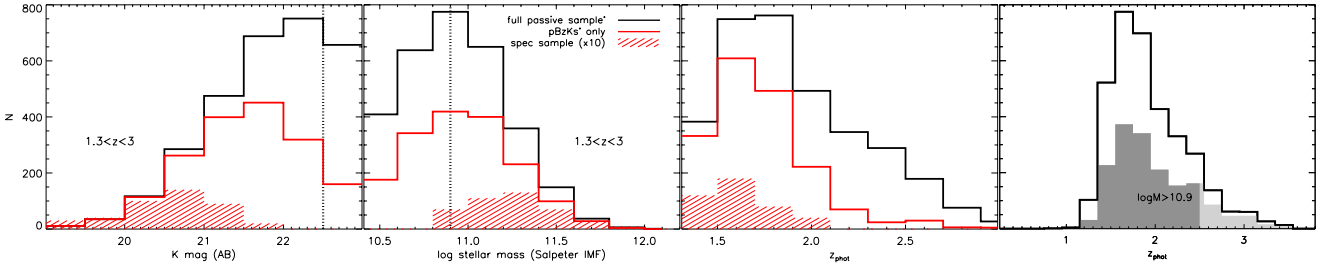 800
600
400
200
0
N
1.3<z<3
20
21
22
K mag (AB)
full passive sample*
pBzKs* only
spec sample (x10)
1.3<z<3
10.5
11.0
11.5
12.0
log stellar mass (Salpeter IMF)
1.5
2.0
2.5
zphot
logM>10.9
1
2
3
zphot